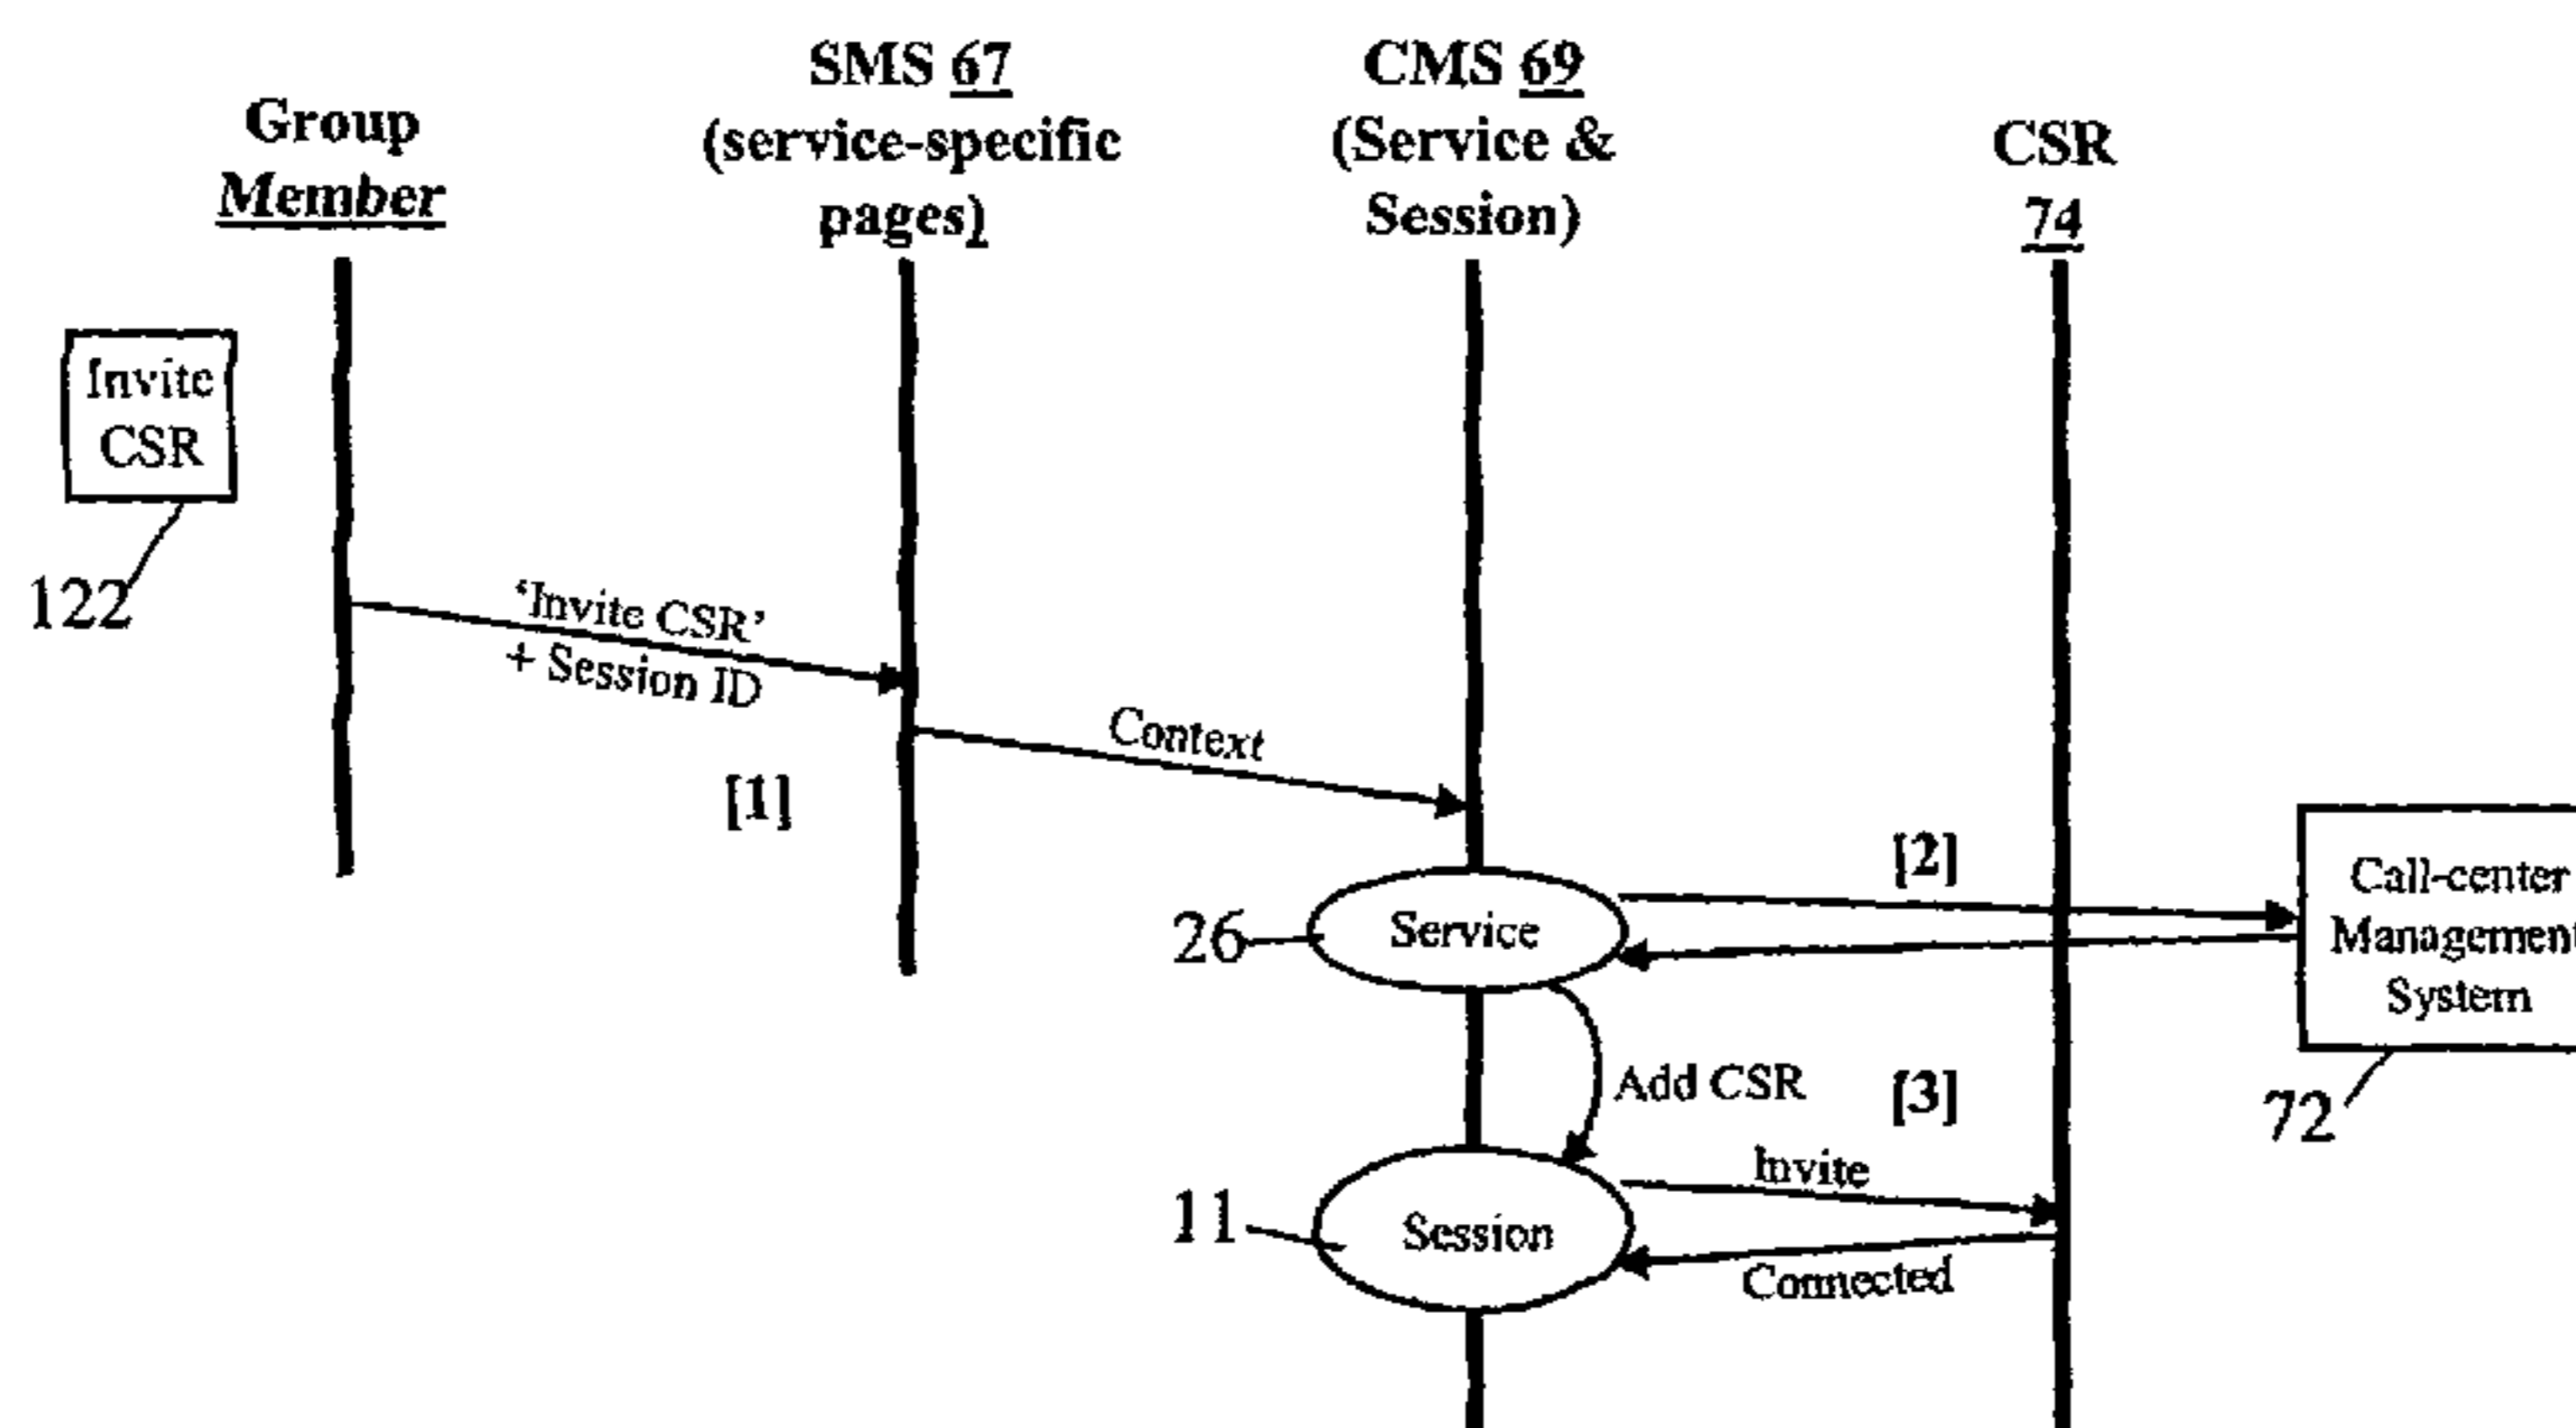 Group
Member
SMS 67
(service-specific
pages)
CMS 69
(Service &
Session)
CSR
74
Invite
CSR
122
‘Invite CSR’
+ Session ID
Context
[1]
[2]
Call-center
Management
System
72
26
Service
Add CSR
[3]
Invite
11
Session
Connected